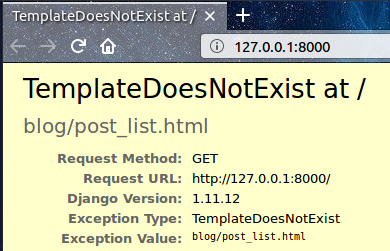 TemplateDoesNotExist at /
127.0.0.1:8000
TemplateDoesNotExist at /
blog/post_list.html
Request Method: GET
Request URL: http://127.0.0.1:8000/
Django Version: 1.11.12
Exception Type: TemplateDoesNotExist
Exception Value: blog/post_list.html